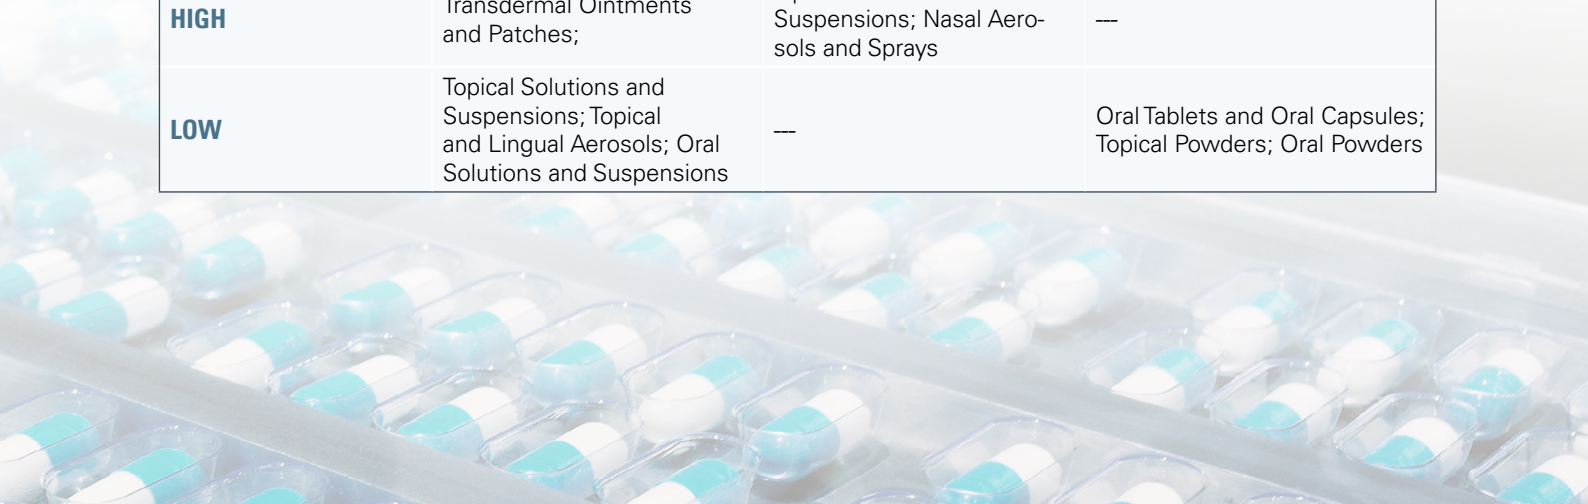 Transdermal Ointments
HIGH
and Patches;
Suspensions; Nasal Aero-
sols and Sprays
---
LOW
Topical Solutions and
Suspensions; Topical
and Lingual Aerosols; Oral
Solutions and Suspensions
---
Oral Tablets and Oral Capsules;
Topical Powders; Oral Powders